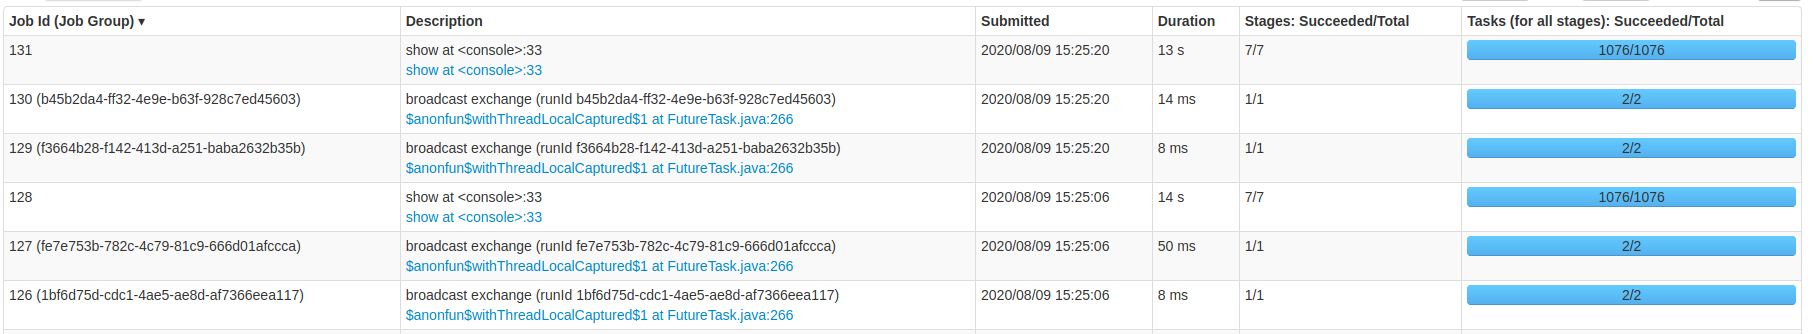 Job Id (Job Group) ▾ Description Submitted Duration Stages: Succeeded/Total Tasks (for all stages): Succeeded/Total
131 show at <console>:33 2020/08/09 15:25:20 13 s 7/7 1076/1076
show at <console>:33
130 (b45b2da4-ff32-4e9e-b63f-928c7ed45603) broadcast exchange (runId b45b2da4-ff32-4e9e-b63f-928c7ed45603) 2020/08/09 15:25:20 14 ms 1/1 2/2
$anonfun$withThreadLocalCaptured$1 at FutureTask.java:266
129 (f3664b28-f142-413d-a251-baba2632b35b) broadcast exchange (runId f3664b28-f142-413d-a251-baba2632b35b) 2020/08/09 15:25:20 8 ms 1/1 2/2
$anonfun$withThreadLocalCaptured$1 at FutureTask.java:266
128 show at <console>:33 2020/08/09 15:25:06 14 s 7/7 1076/1076
show at <console>:33
127 (fe7e753b-782c-4c79-81c9-666d01afccca) broadcast exchange (runId fe7e753b-782c-4c79-81c9-666d01afccca) 2020/08/09 15:25:06 50 ms 1/1 2/2
$anonfun$withThreadLocalCaptured$1 at FutureTask.java:266
126 (1bf6d75d-cdc1-4ae5-ae8d-af7366eea117) broadcast exchange (runId 1bf6d75d-cdc1-4ae5-ae8d-af7366eea117) 2020/08/09 15:25:06 8 ms 1/1 2/2
$anonfun$withThreadLocalCaptured$1 at FutureTask.java:266